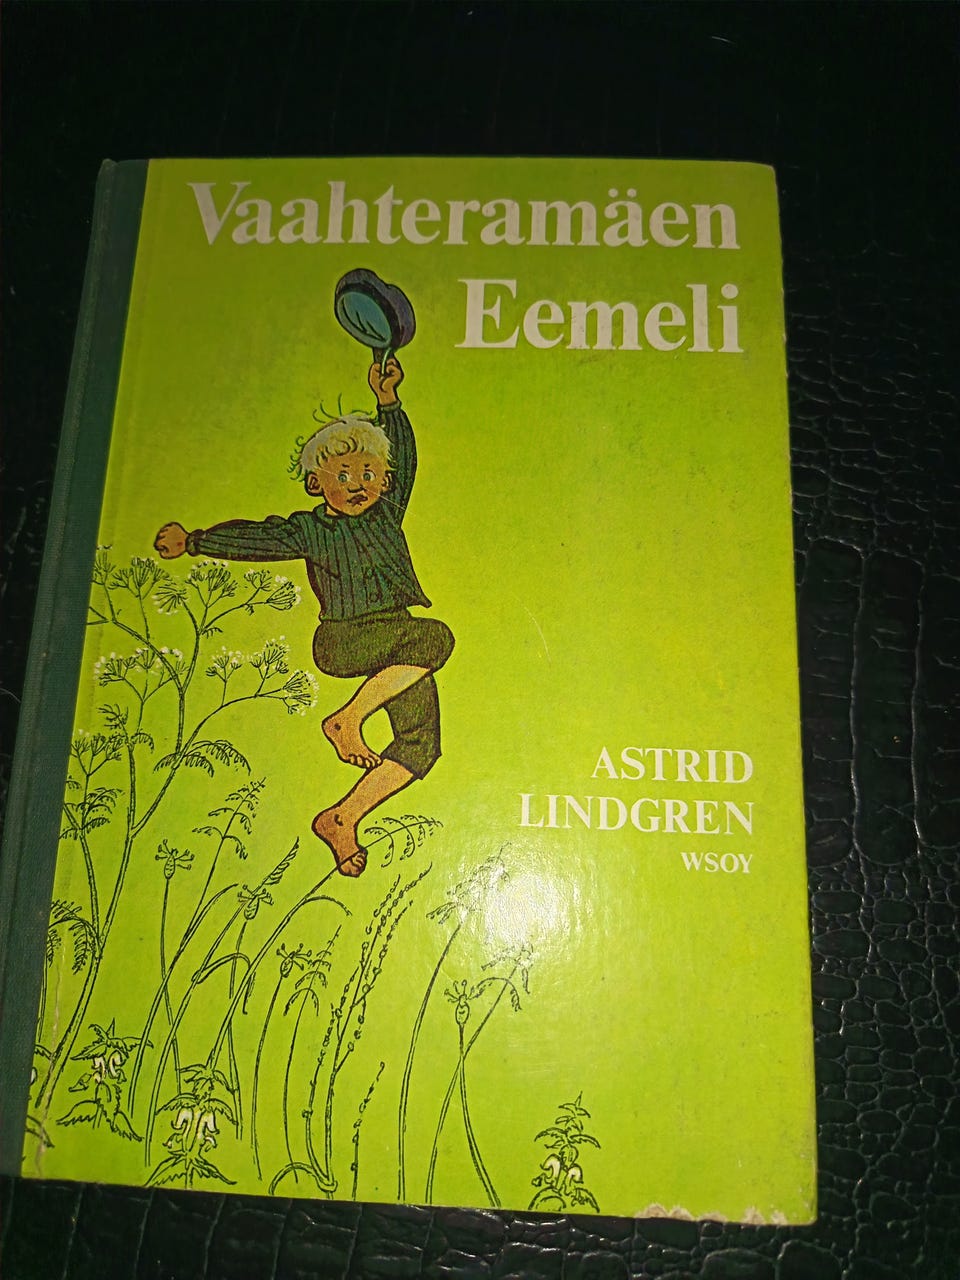 Vaahteramäen
Eemeli
ASTRID
LINDGREN
WSOY